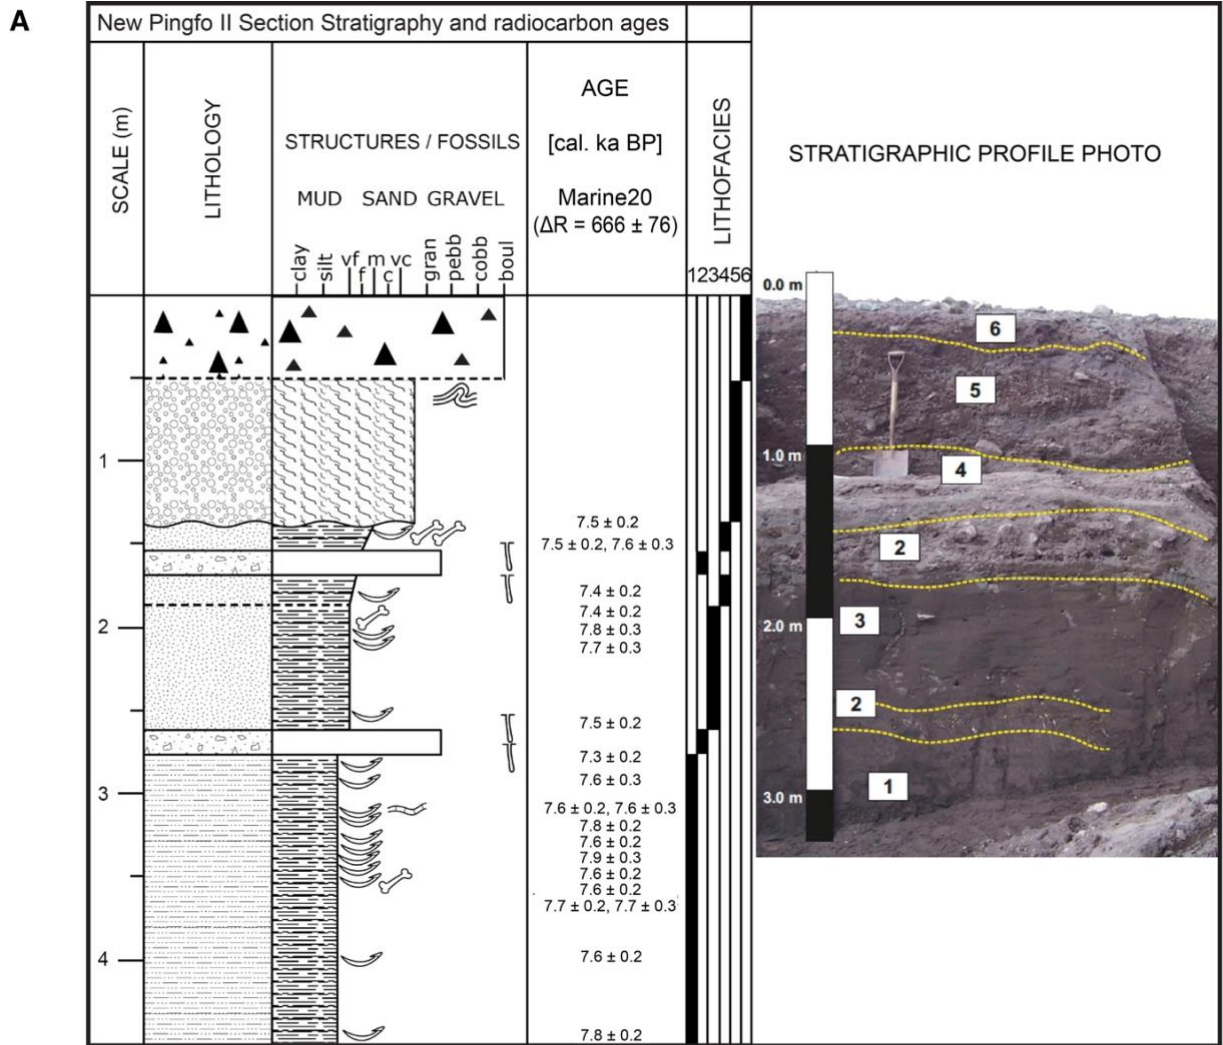 A
New Pingfo II Section Stratigraphy and radiocarbon ages
SCALE (m)
LITHOLOGY
STRUCTURES / FOSSILS
MUD SAND GRAVEL
clay silt vf f m c vc gran pebb cobb boul
AGE
[cal. ka BP]
Marine20
(ΔR = 666 ± 76)
LITHOFACIES
123456
STRATIGRAPHIC PROFILE PHOTO
1
2
3
4
7.5 ± 0.2
7.5 ± 0.2, 7.6 ± 0.3
7.4 ± 0.2
7.4 ± 0.2
7.8 ± 0.3
7.7 ± 0.3
7.5 ± 0.2
7.3 ± 0.2
7.6 ± 0.3
7.6 ± 0.2, 7.6 ± 0.3
7.8 ± 0.2
7.6 ± 0.2
7.9 ± 0.3
7.6 ± 0.2
7.6 ± 0.2
7.7 ± 0.2, 7.7 ± 0.3
7.6 ± 0.2
7.8 ± 0.2
0.0 m
1.0 m
2.0 m
3.0 m
6
5
4
2
3
2
1